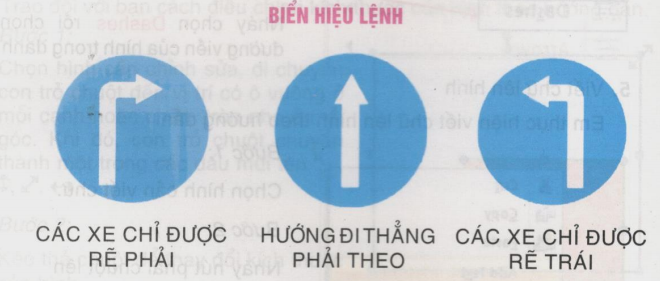 BIỂN HIỆU LỆNH
CÁC XE CHỈ ĐƯỢC
RẼ PHẢI
HƯỚNG ĐI THẲNG
PHẢI THEO
CÁC XE CHỈ ĐƯỢC
RẼ TRÁI